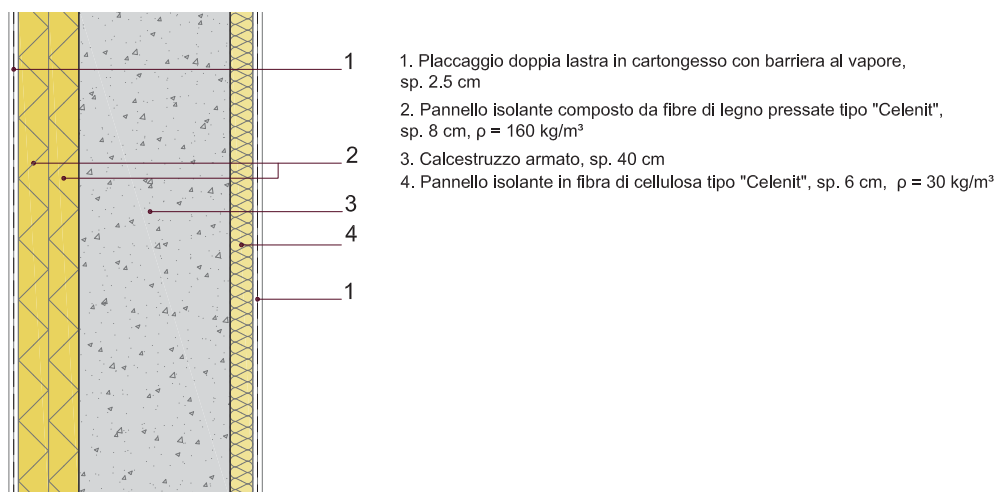 1
2
3
4
1
1. Placcaggio doppia lastra in cartongesso con barriera al vapore,
sp. 2.5 cm
2. Pannello isolante composto da fibre di legno pressate tipo "Celenit",
sp. 8 cm, ρ = 160 kg/m³
3. Calcestruzzo armato, sp. 40 cm
4. Pannello isolante in fibra di cellulosa tipo "Celenit", sp. 6 cm, ρ = 30 kg/m³